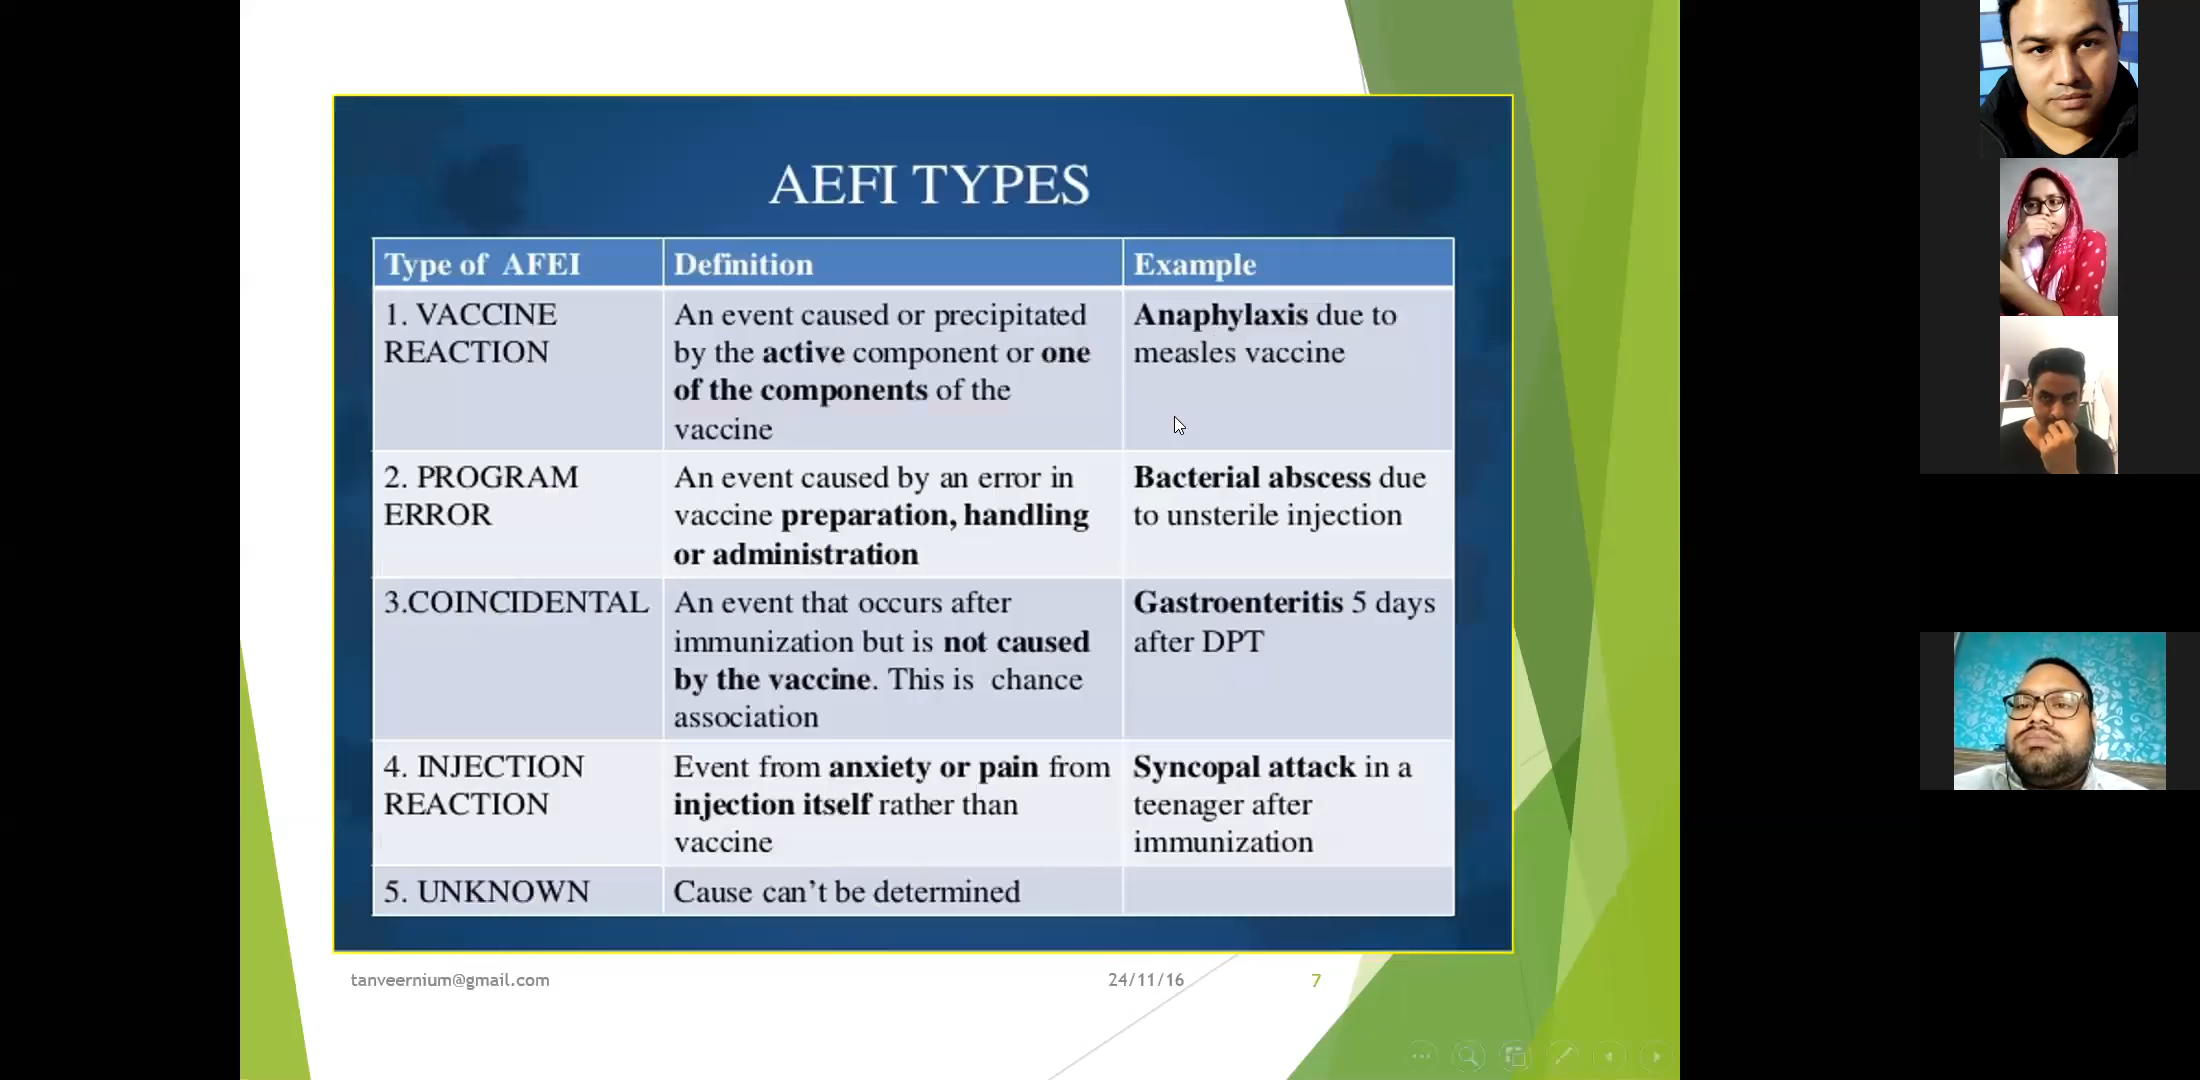 AEFI TYPES
Type of AFEI
Definition
Example
1. VACCINE
REACTION
An event caused or precipitated
by the active component or one
of the components of the
vaccine
Anaphylaxis due to
measles vaccine
2. PROGRAM
ERROR
An event caused by an error in
vaccine preparation, handling
or administration
Bacterial abscess due
to unsterile injection
3.COINCIDENTAL
An event that occurs after
immunization but is not caused
by the vaccine. This is chance
association
Gastroenteritis 5 days
after DPT
4. INJECTION
REACTION
Event from anxiety or pain from
injection itself rather than
vaccine
Syncopal attack in a
teenager after
immunization
5. UNKNOWN
Cause can’t be determined
tanveernium@gmail.com
24/11/16
7